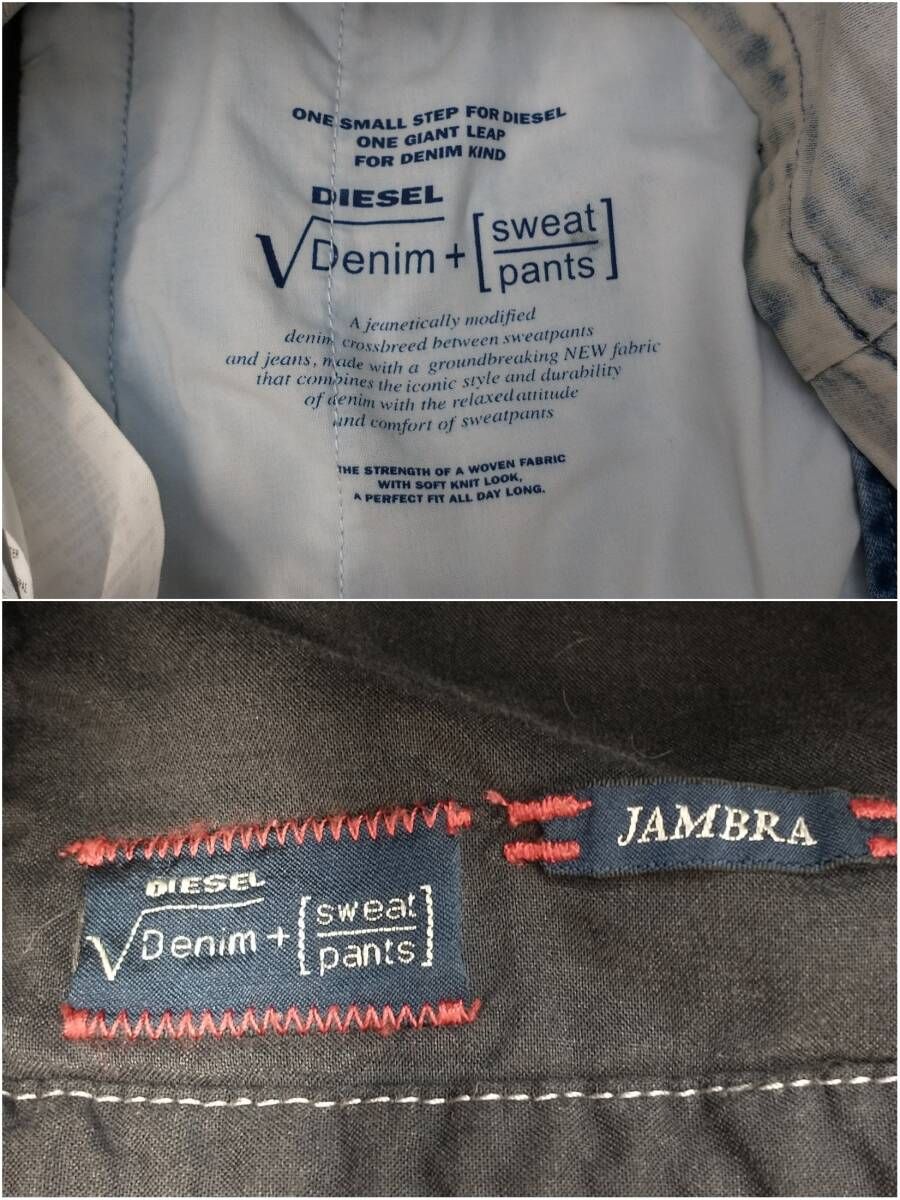 ONE SMALL STEP FOR DIESEL
ONE GIANT LEAP
FOR DENIM KIND
DIESEL
√Denim + [sweat/pants]
A jeanetically modified
denim crossbreed between sweatpants
and jeans, made with a groundbreaking NEW fabric
that combines the iconic style and durability
of denim with the relaxed attitude
and comfort of sweatpants
THE STRENGTH OF A WOVEN FABRIC
WITH SOFT KNIT LOOK,
A PERFECT FIT ALL DAY LONG.
JAMBRA
DIESEL
√Denim + [sweat/pants]